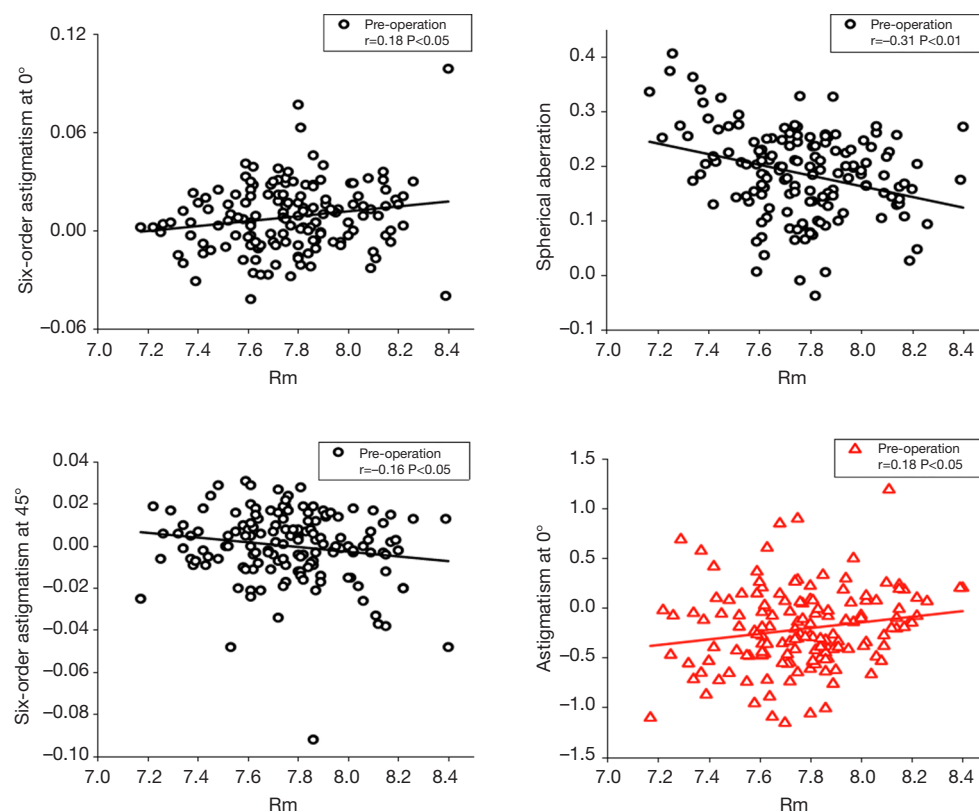 Pre-operation
r=0.18 P<0.05
0.12
0.06
0.00
−0.06
Six-order astigmatism at 0°
7.0 7.2 7.4 7.6 7.8 8.0 8.2 8.4
Rm
Pre-operation
r=−0.31 P<0.01
0.4
0.3
0.2
0.1
0.0
−0.1
Spherical aberration
7.0 7.2 7.4 7.6 7.8 8.0 8.2 8.4
Rm
Pre-operation
r=−0.16 P<0.05
0.04
0.02
0.00
−0.02
−0.04
−0.06
−0.08
−0.10
Six-order astigmatism at 45°
7.0 7.2 7.4 7.6 7.8 8.0 8.2 8.4
Rm
Pre-operation
r=0.18 P<0.05
1.5
1.0
0.5
0.0
−0.5
−1.0
−1.5
Astigmatism at 0°
7.0 7.2 7.4 7.6 7.8 8.0 8.2 8.4
Rm